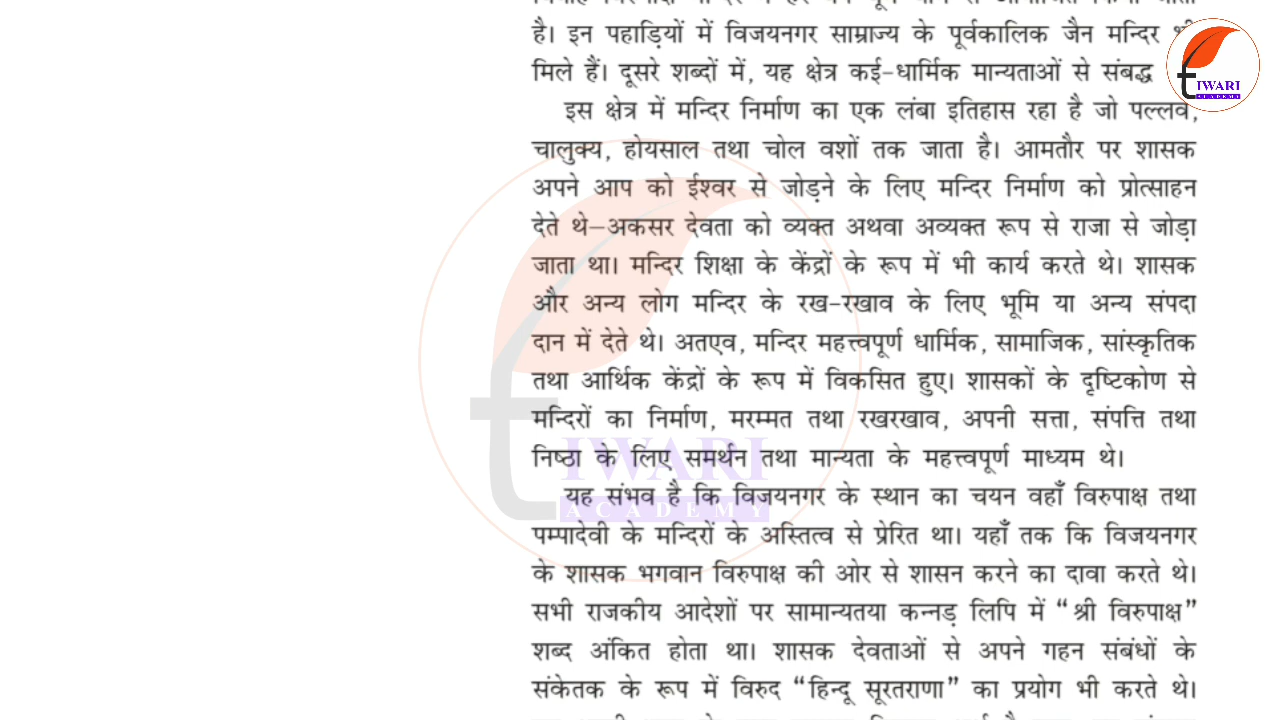 है। इन पहाड़ियों में विजयनगर साम्राज्य के पूर्वकालिक जैन मन्दिर भी
मिले हैं। दूसरे शब्दों में, यह क्षेत्र कई-धार्मिक मान्यताओं से संबद्ध
इस क्षेत्र में मन्दिर निर्माण का एक लंबा इतिहास रहा है जो पल्लव,
चालुक्य, होयसाल तथा चोल वशों तक जाता है। आमतौर पर शासक
अपने आप को ईश्वर से जोड़ने के लिए मन्दिर निर्माण को प्रोत्साहन
देते थे–अकसर देवता को व्यक्त अथवा अव्यक्त रूप से राजा से जोड़ा
जाता था। मन्दिर शिक्षा के केंद्रों के रूप में भी कार्य करते थे। शासक
और अन्य लोग मन्दिर के रख-रखाव के लिए भूमि या अन्य संपदा
दान में देते थे। अतएव, मन्दिर महत्त्वपूर्ण धार्मिक, सामाजिक, सांस्कृतिक
तथा आर्थिक केंद्रों के रूप में विकसित हुए। शासकों के दृष्टिकोण से
मन्दिरों का निर्माण, मरम्मत तथा रखरखाव, अपनी सत्ता, संपत्ति तथा
निष्ठा के लिए समर्थन तथा मान्यता के महत्त्वपूर्ण माध्यम थे।
यह संभव है कि विजयनगर के स्थान का चयन वहाँ विरुपाक्ष तथा
पम्पादेवी के मन्दिरों के अस्तित्व से प्रेरित था। यहाँ तक कि विजयनगर
के शासक भगवान विरुपाक्ष की ओर से शासन करने का दावा करते थे।
सभी राजकीय आदेशों पर सामान्यतया कन्नड़ लिपि में “श्री विरुपाक्ष”
शब्द अंकित होता था। शासक देवताओं से अपने गहन संबंधों के
संकेतक के रूप में विरुद “हिन्दू सूरतराणा” का प्रयोग भी करते थे।
tIWARI
ACADEMY
tIWARI
ACADEMY